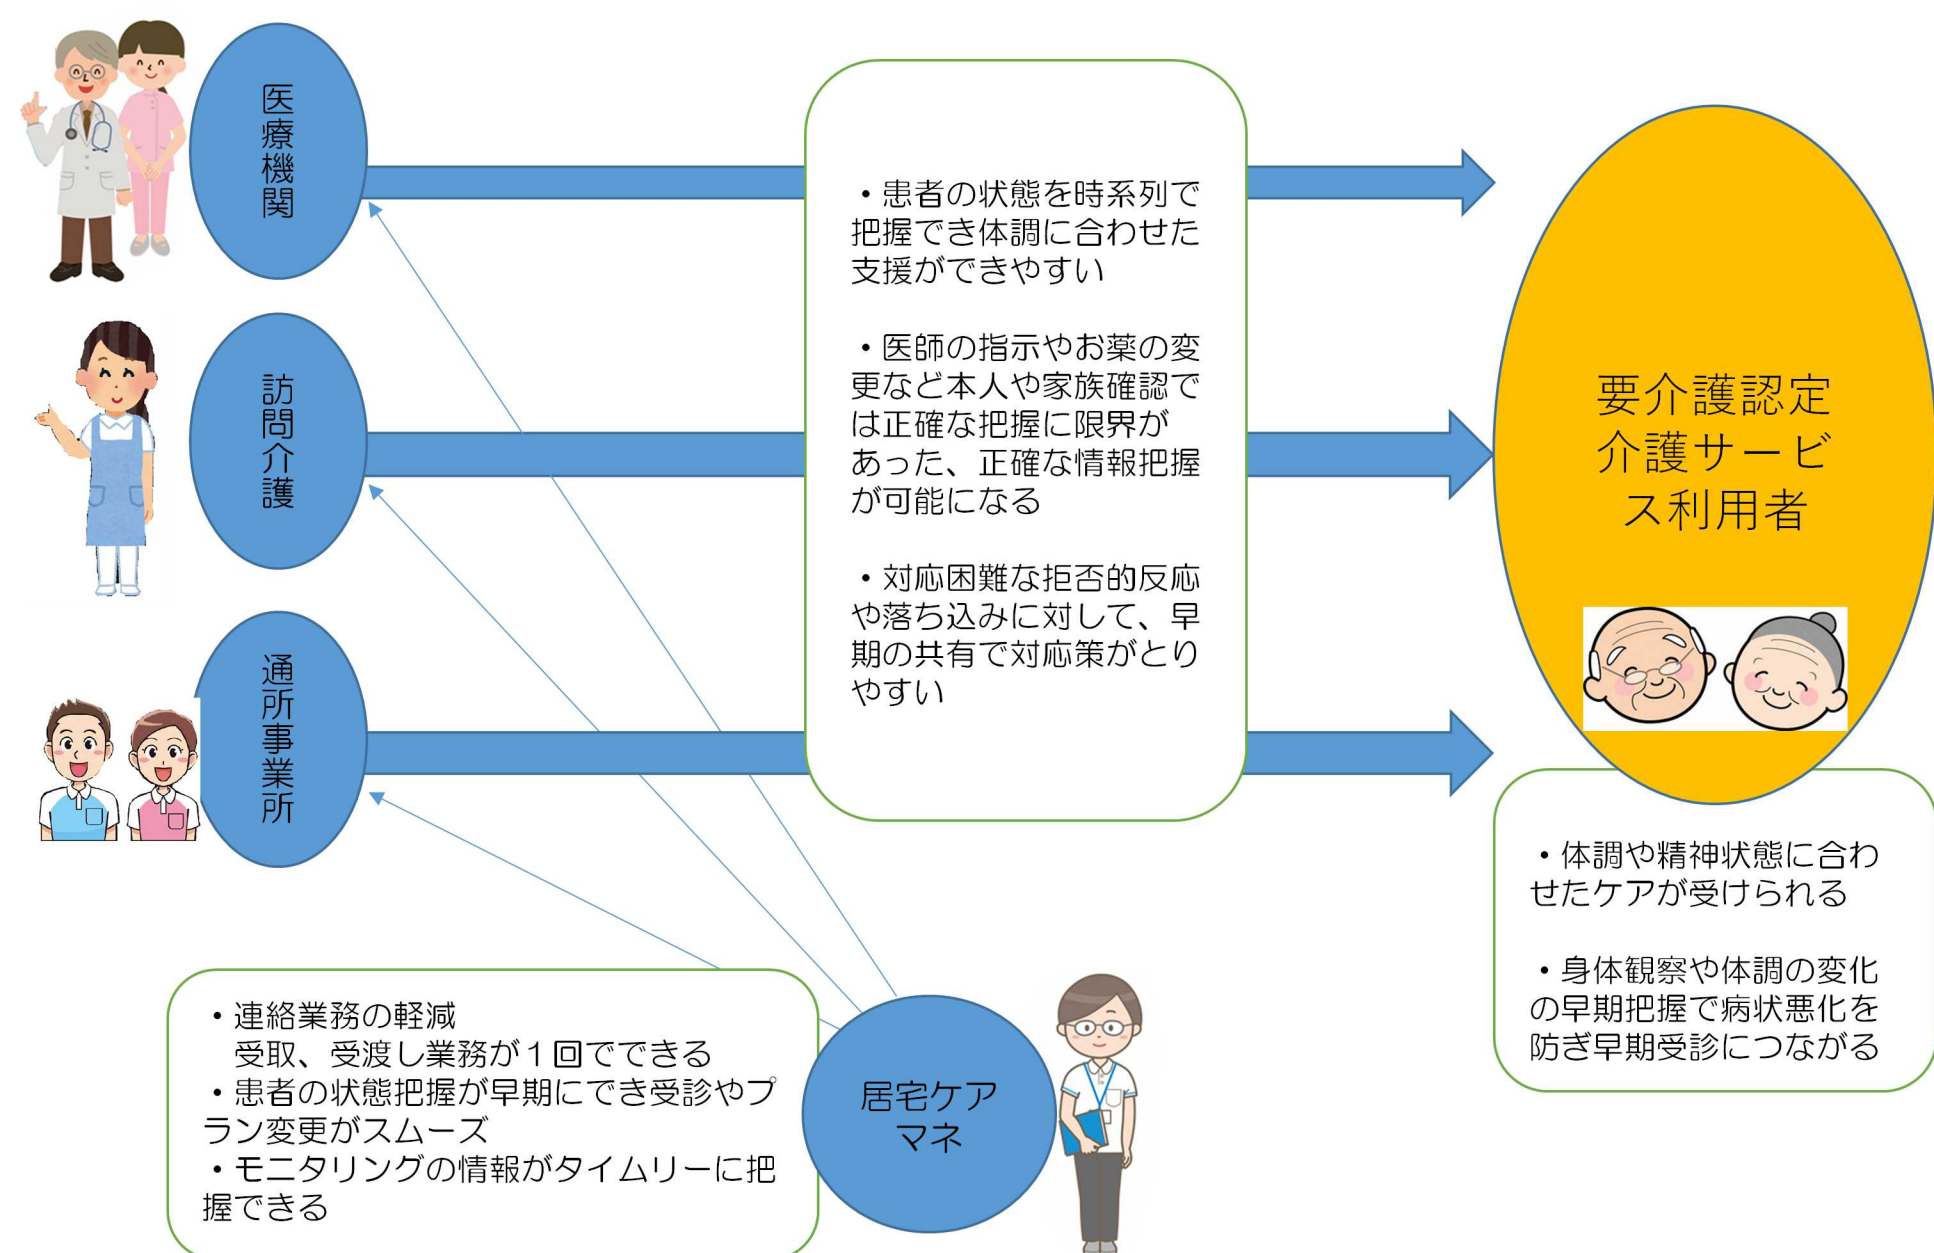 医療機関
訪問介護
通所事業所
・患者の状態を時系列で
把握でき体調に合わせた
支援ができやすい
・医師の指示やお薬の変
更など本人や家族確認で
は正確な把握に限界が
あった、正確な情報把握
が可能になる
・対応困難な拒否的反応
や落ち込みに対して、早
期の共有で対応策がとり
やすい
要介護認定
介護サービ
ス利用者
・体調や精神状態に合わ
せたケアが受けられる
・身体観察や体調の変化
の早期把握で病状悪化を
防ぎ早期受診につながる
・連絡業務の軽減
受取、受渡し業務が１回でできる
・患者の状態把握が早期にでき受診やプ
ラン変更がスムーズ
・モニタリングの情報がタイムリーに把
握できる
居宅ケア
マネ